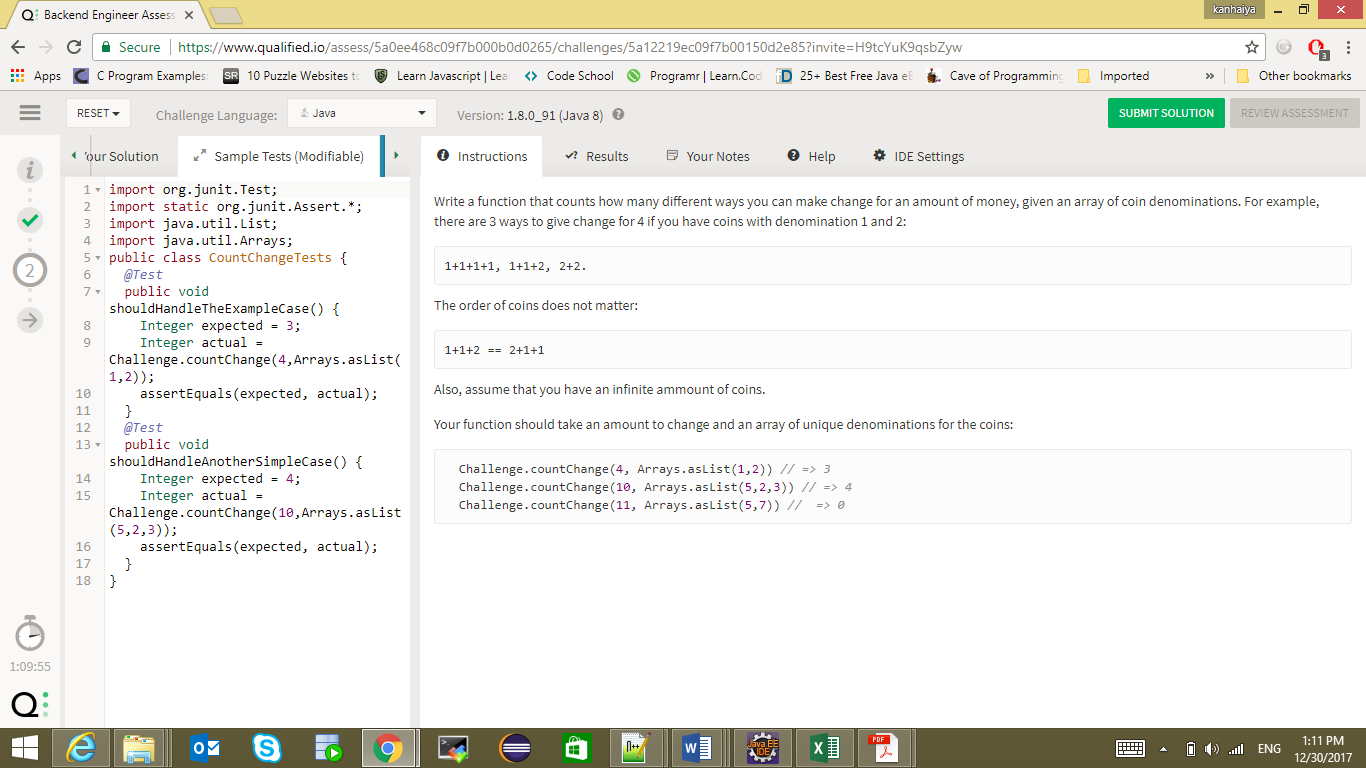 Backend Engineer Assess
kanhaiya
Secure
https://www.qualified.io/assess/5a0ee468c09f7b000b0d0265/challenges/5a12219ec09f7b00150d2e85?invite=H9tcYuK9qsbZyw
3
Apps
C Program Examples:
SR
10 Puzzle Websites to
Learn Javascript | Lea
Code School
Programr | Learn.Cod
25+ Best Free Java eB
Cave of Programming
Imported
»
Other bookmarks
RESET
Challenge Language:
Java
Version: 1.8.0_91 (Java 8)
SUBMIT SOLUTION
REVIEW ASSESSMENT
our Solution
Sample Tests (Modifiable)
Instructions
Results
Your Notes
Help
IDE Settings
1 import org.junit.Test;
2 import static org.junit.Assert.*;
3 import java.util.List;
4 import java.util.Arrays;
5 public class CountChangeTests {
6 @Test
7 public void
shouldHandleTheExampleCase() {
8 Integer expected = 3;
9 Integer actual =
Challenge.countChange(4,Arrays.asList(
1,2));
10 assertEquals(expected, actual);
11 }
12 @Test
13 public void
shouldHandleAnotherSimpleCase() {
14 Integer expected = 4;
15 Integer actual =
Challenge.countChange(10,Arrays.asList
(5,2,3));
16 assertEquals(expected, actual);
17 }
18 }
2
1:09:55
Write a function that counts how many different ways you can make change for an amount of money, given an array of coin denominations. For example,
there are 3 ways to give change for 4 if you have coins with denomination 1 and 2:
1+1+1+1, 1+1+2, 2+2.
The order of coins does not matter:
1+1+2 == 2+1+1
Also, assume that you have an infinite ammount of coins.
Your function should take an amount to change and an array of unique denominations for the coins:
Challenge.countChange(4, Arrays.asList(1,2)) // => 3
Challenge.countChange(10, Arrays.asList(5,2,3)) // => 4
Challenge.countChange(11, Arrays.asList(5,7)) //  => 0
Java EE
IDE
PDF
ENG
1:11 PM
12/30/2017